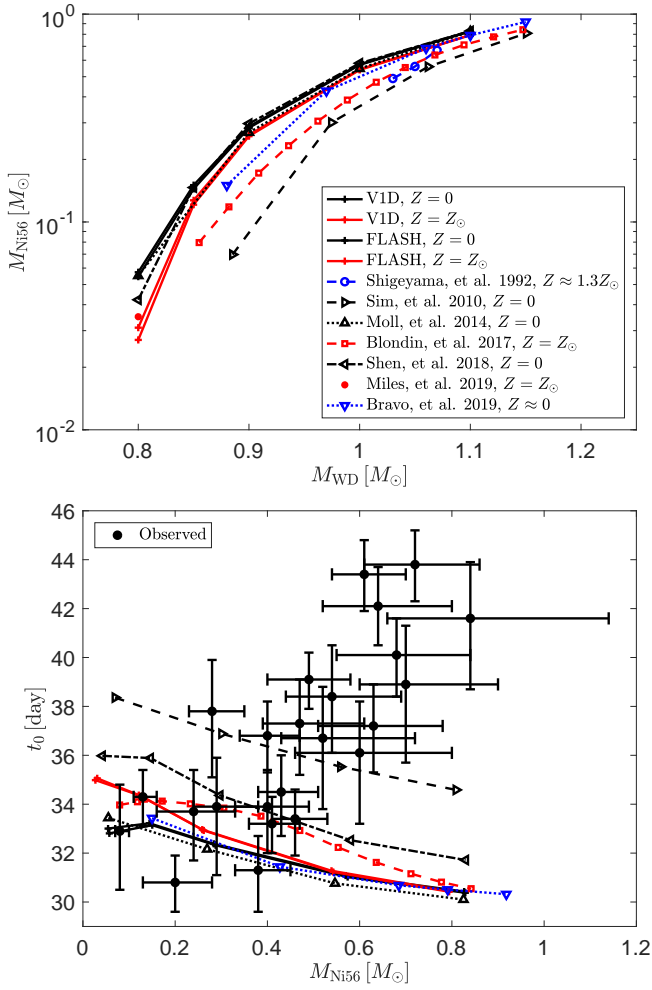 10^0
10^{-1}
10^{-2}
M_Ni56 [M_☉]
V1D, Z = 0
V1D, Z = Z_☉
FLASH, Z = 0
FLASH, Z = Z_☉
Shigeyama, et al. 1992, Z ≈ 1.3Z_☉
Sim, et al. 2010, Z = 0
Moll, et al. 2014, Z = 0
Blondin, et al. 2017, Z = Z_☉
Shen, et al. 2018, Z = 0
Miles, et al. 2019, Z = Z_☉
Bravo, et al. 2019, Z ≈ 0
0.8 0.9 1 1.1 1.2
M_WD [M_☉]
46
44
42
40
38
36
34
32
30
t_0 [day]
Observed
0 0.2 0.4 0.6 0.8 1 1.2
M_Ni56 [M_☉]